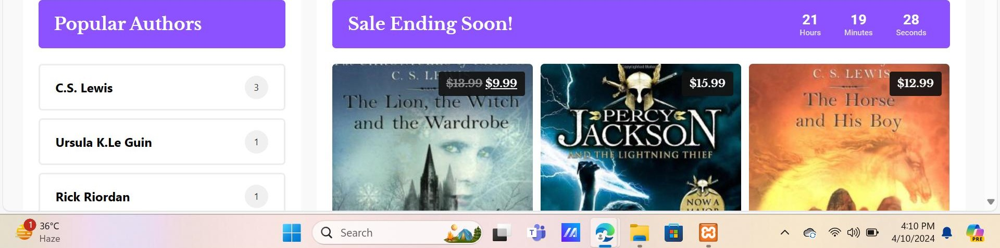 Popular Authors
C.S. Lewis
3
Ursula K.Le Guin
1
Rick Riordan
1
Sale Ending Soon!
21
Hours
19
Minutes
28
Seconds
$13.99 $9.99
The Lion, the Witch
and the Wardrobe
$15.99
PERCY
JACKSON
AND THE LIGHTNING THIEF
NOW A
C. S. LEWIS
$12.99
The Horse
and His Boy
1
36°C
Haze
Search
T
4:10 PM
4/10/2024
PRE